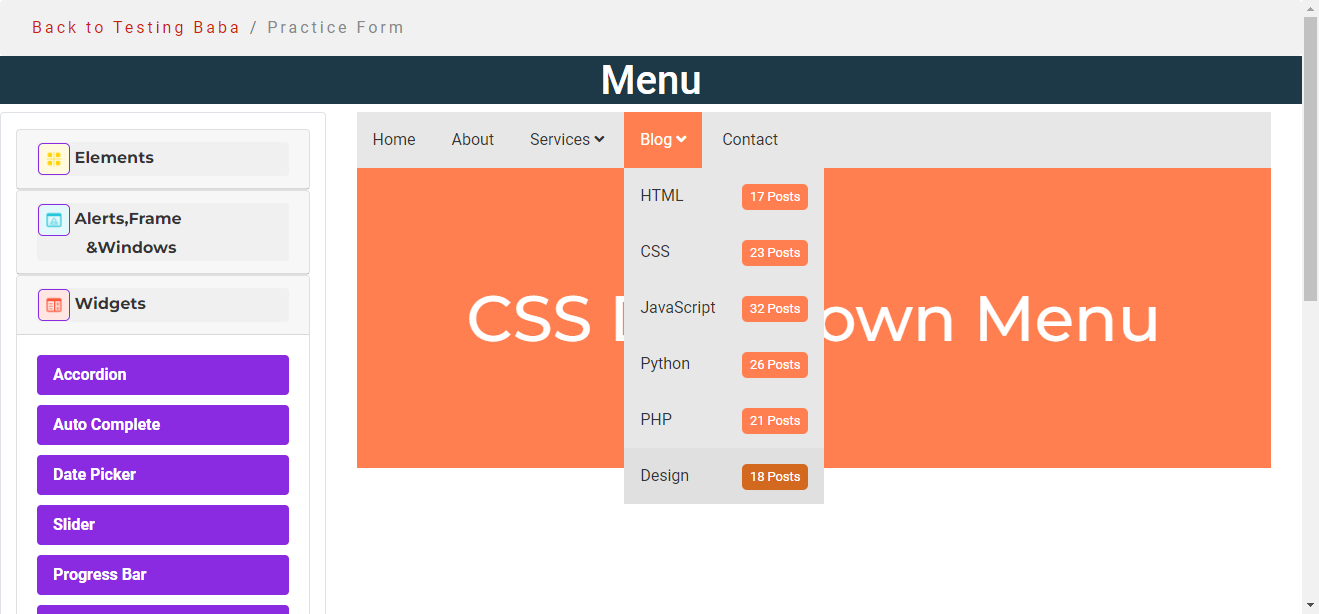 Back to Testing Baba / Practice Form
Menu
Elements
Alerts,Frame
&Windows
Widgets
Accordion
Auto Complete
Date Picker
Slider
Progress Bar
Home About Services Blog Contact
HTML 17 Posts
CSS 23 Posts
JavaScript 32 Posts
Python 26 Posts
PHP 21 Posts
Design 18 Posts
CSS own Menu